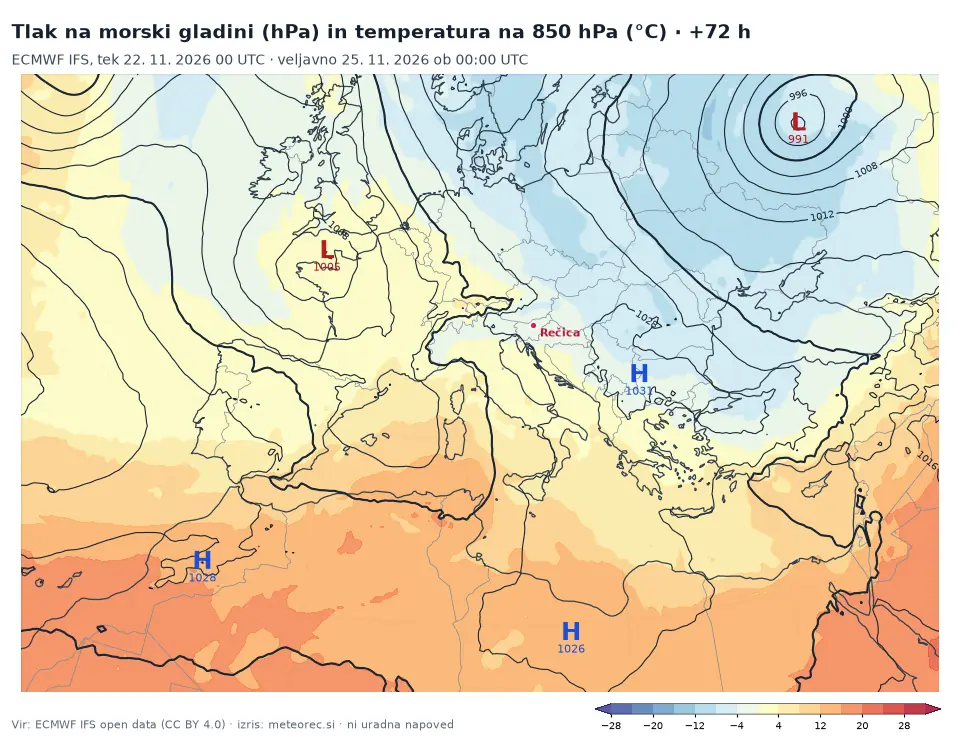 Tlak na morski gladini (hPa) in temperatura na 850 hPa (°C) · +72 h
ECMWF IFS, tek 22. 11. 2026 00 UTC · veljavno 25. 11. 2026 ob 00:00 UTC
996
L
991
1000
1008
1012
1008
L
1005
1024
Rečica
H
1031
1016
H
1028
H
1026
Vir: ECMWF IFS open data (CC BY 4.0) · izris: meteorec.si · ni uradna napoved
−28 −20 −12 −4 4 12 20 28